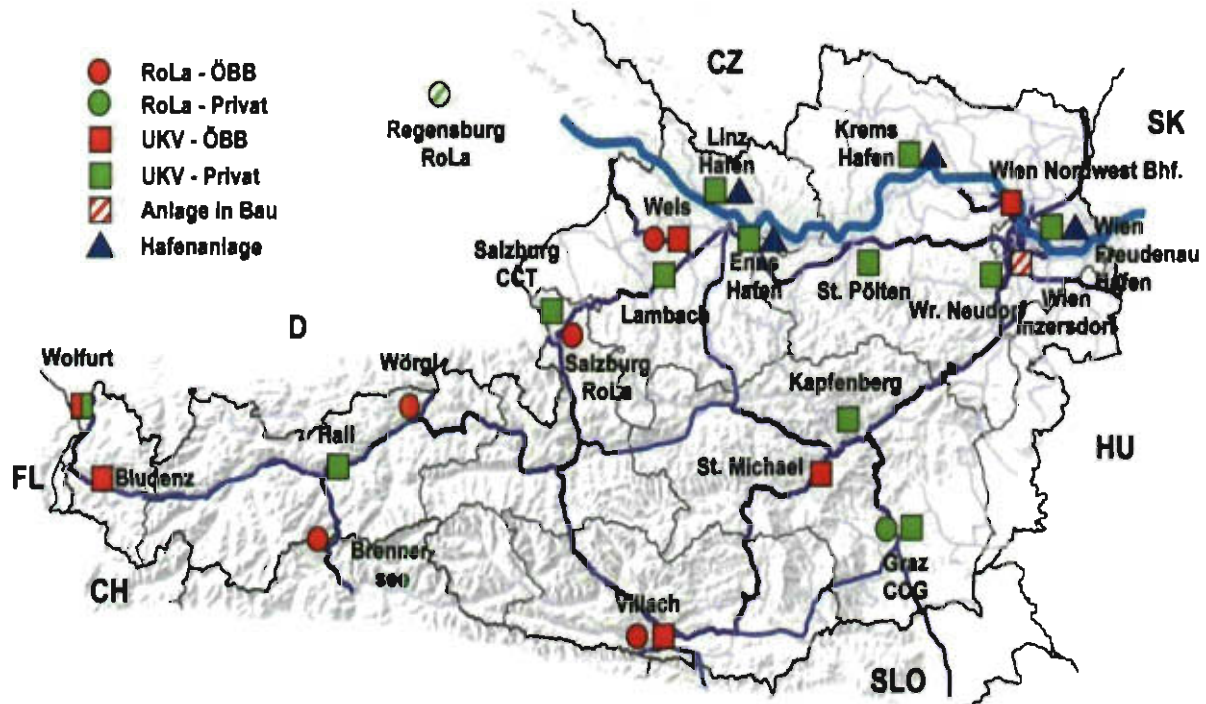 RoLa - ÖBB
RoLa - Privat
UKV - ÖBB
UKV - Privat
Anlage in Bau
Hafenanlage
Regensburg
RoLa
CZ
SK
Linz
Hafen
Krems
Hafen
Wien Nordwest Bhf.
Wels
Wien
Freudenau
Hafen
Salzburg
CCT
Enns
Hafen
St. Pölten
Lambach
Wr. Neudorf
Wien
Inzersdorf
D
Wolfurt
Wörgl
Salzburg
RoLa
Kapfenberg
Hall
HU
FL
Bludenz
St. Michael
Brenner-
see
CH
Graz
CCG
Villach
SLO